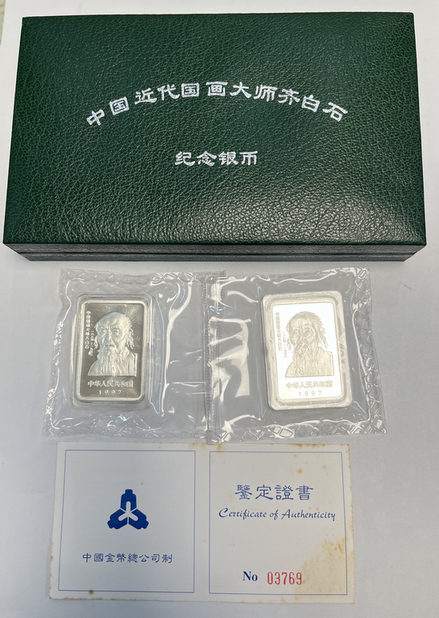 中国近代国画大师齐白石
纪念银币
中华人民共和国
1997
中华人民共和国
1997
中國金幣總公司制
鑒定證書
Certificate of Authenticity
No 03769